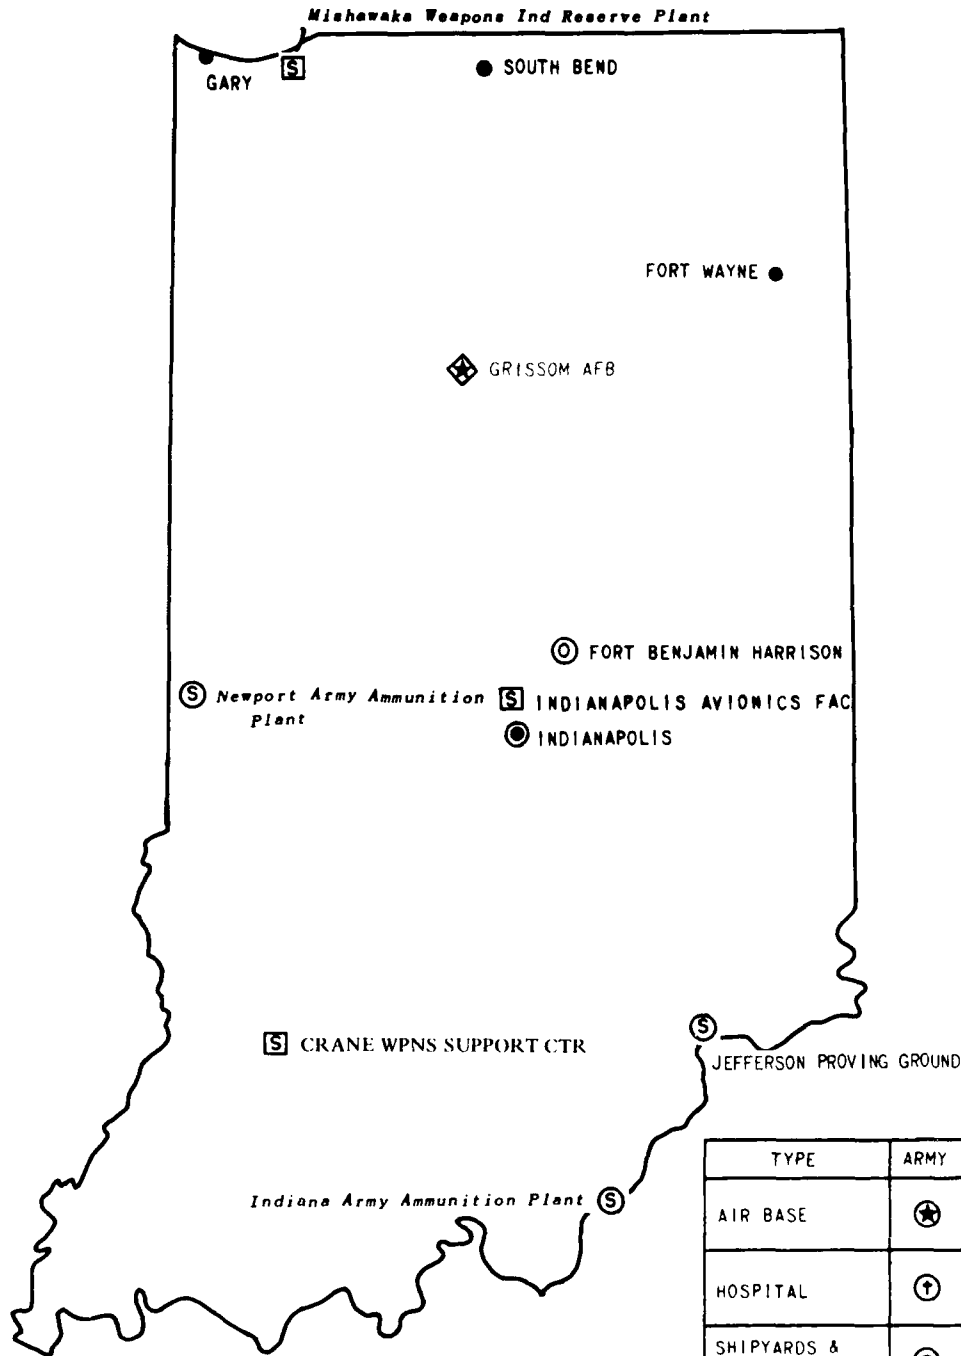 Mishawaka Weapons Ind Reserve Plant
S
SOUTH BEND
GARY
FORT WAYNE
GRISSOM AFB
O FORT BENJAMIN HARRISON
S Newport Army Ammunition
Plant
S INDIANAPOLIS AVIONICS FAC
INDIANAPOLIS
S
S CRANE WPNS SUPPORT CTR
JEFFERSON PROVING GROUND
Indiana Army Ammunition Plant S
TYPE ARMY
AIR BASE
HOSPITAL
SHIPYARDS &